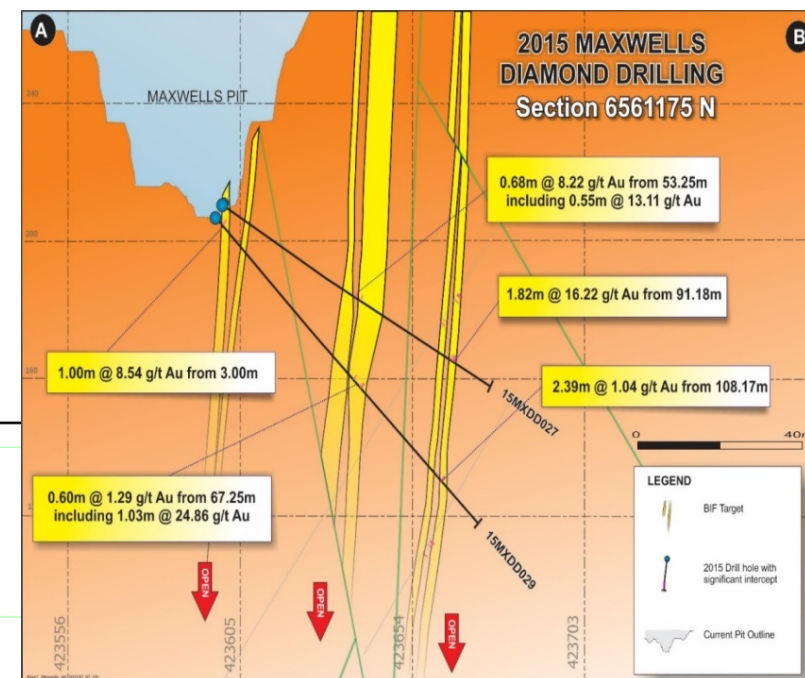 A
B
2015 MAXWELLS
DIAMOND DRILLING
Section 6561175 N
MAXWELLS PIT
240
0.68m @ 8.22 g/t Au from 53.25m
including 0.55m @ 13.11 g/t Au
200
1.82m @ 16.22 g/t Au from 91.18m
1.00m @ 8.54 g/t Au from 3.00m
160
2.39m @ 1.04 g/t Au from 108.17m
15MXDD027
0
40m
0.60m @ 1.29 g/t Au from 67.25m
including 1.03m @ 24.86 g/t Au
LEGEND
BIF Target
15MXDD029
2015 Drill hole with
significant intercept
OPEN
OPEN
OPEN
Current Pit Outline
423556
423605
423654
423703